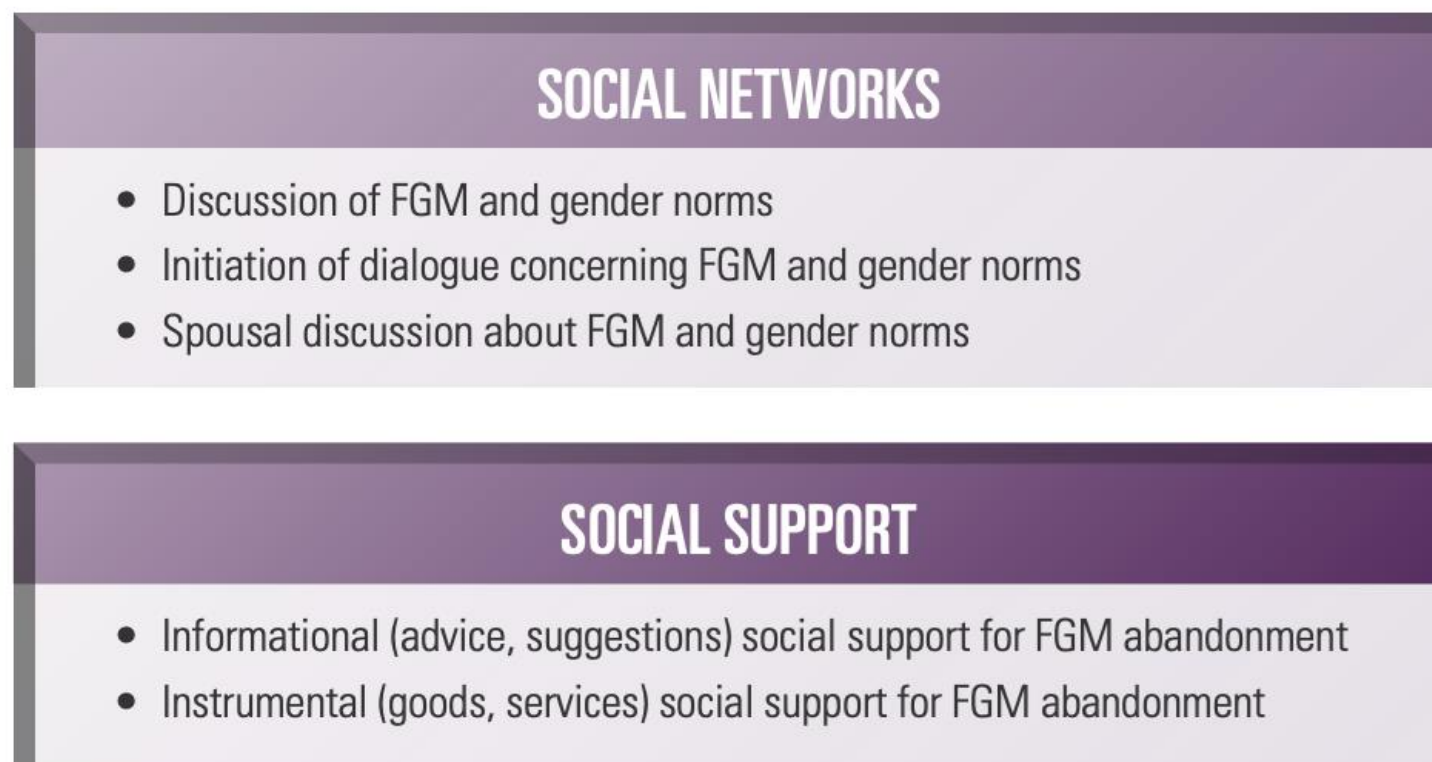 SOCIAL NETWORKS
• Discussion of FGM and gender norms
• Initiation of dialogue concerning FGM and gender norms
• Spousal discussion about FGM and gender norms
SOCIAL SUPPORT
• Informational (advice, suggestions) social support for FGM abandonment
• Instrumental (goods, services) social support for FGM abandonment